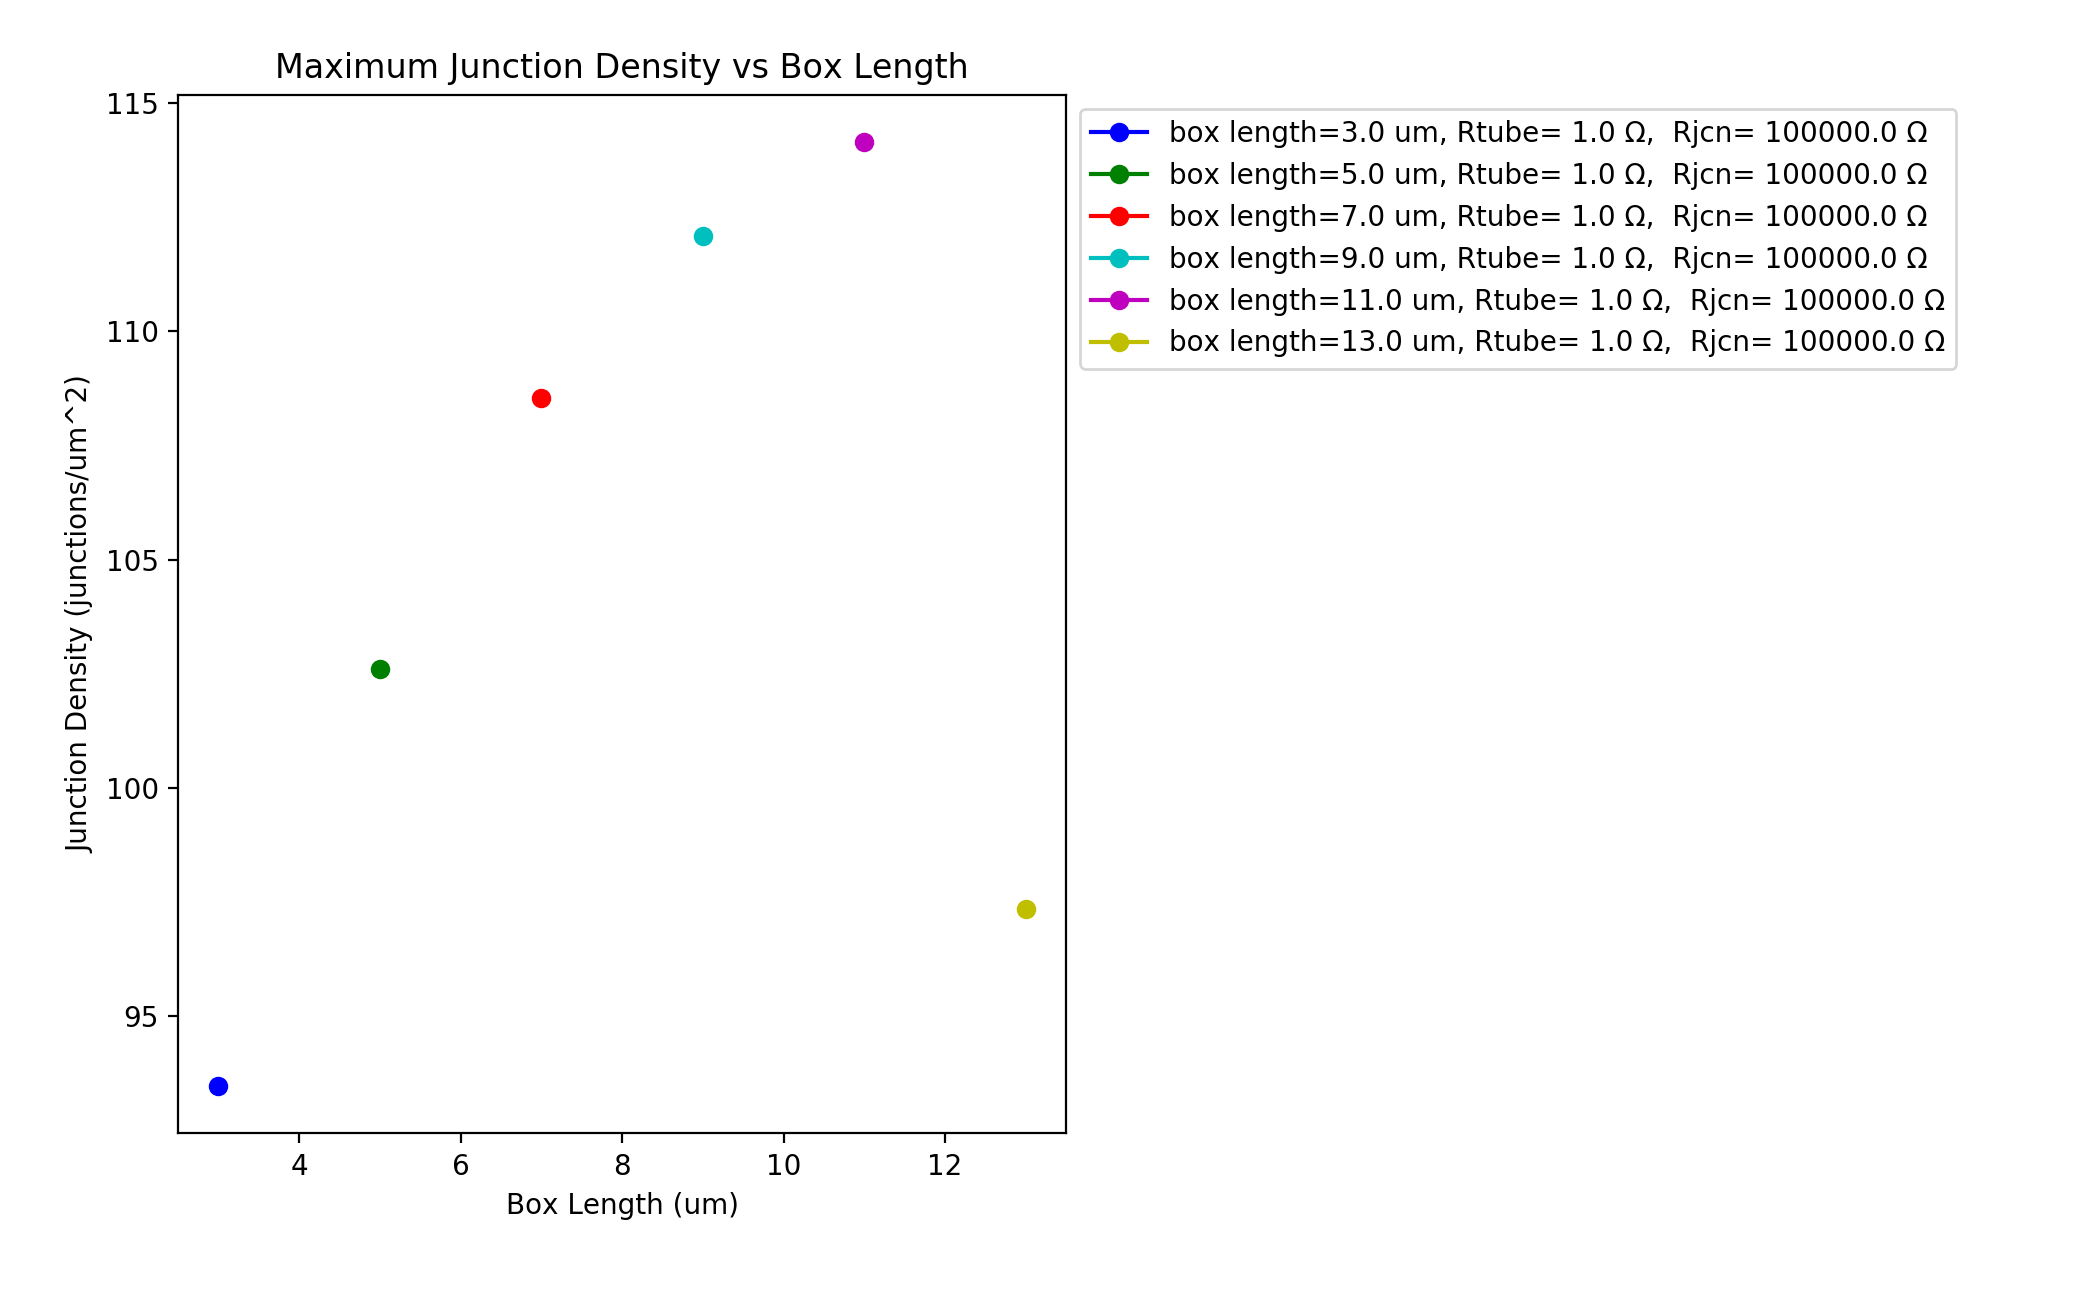 Maximum Junction Density vs Box Length
115
110
105
100
95
Junction Density (junctions/um^2)
4 6 8 10 12
Box Length (um)
box length=3.0 um, Rtube= 1.0 Ω,  Rjcn= 100000.0 Ω
box length=5.0 um, Rtube= 1.0 Ω,  Rjcn= 100000.0 Ω
box length=7.0 um, Rtube= 1.0 Ω,  Rjcn= 100000.0 Ω
box length=9.0 um, Rtube= 1.0 Ω,  Rjcn= 100000.0 Ω
box length=11.0 um, Rtube= 1.0 Ω,  Rjcn= 100000.0 Ω
box length=13.0 um, Rtube= 1.0 Ω,  Rjcn= 100000.0 Ω